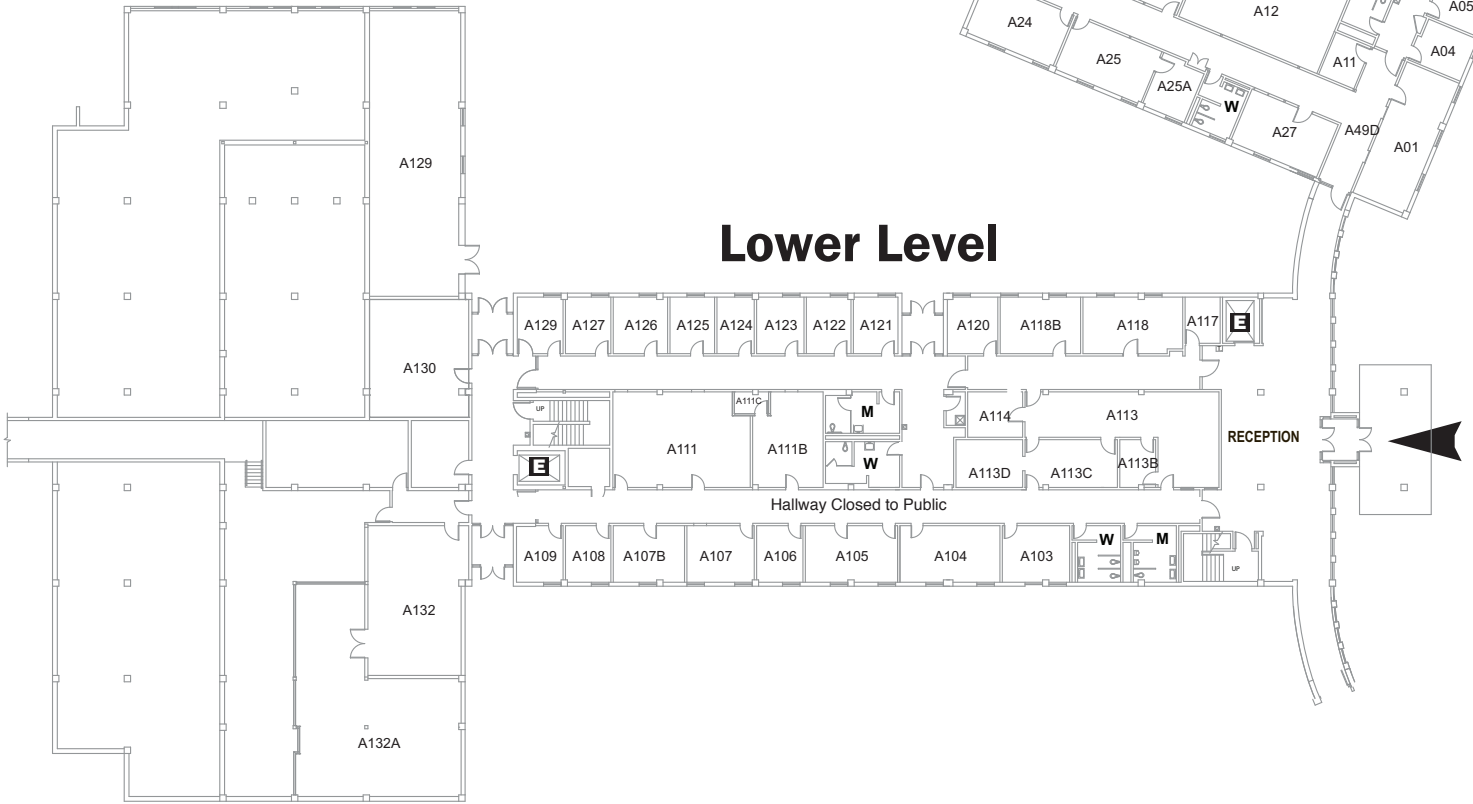 A12
A05
A24
A04
A25
A11
A25A
W
A27
A49D
A01
A129
Lower Level
A129
A127
A126
A125
A124
A123
A122
A121
A120
A118B
A118
A117
E
A130
UP
A111C
M
A114
A113
RECEPTION
A111
A111B
W
E
A113D
A113C
A113B
Hallway Closed to Public
A109
A108
A107B
A107
A106
A105
A104
A103
W
M
UP
A132
A132A